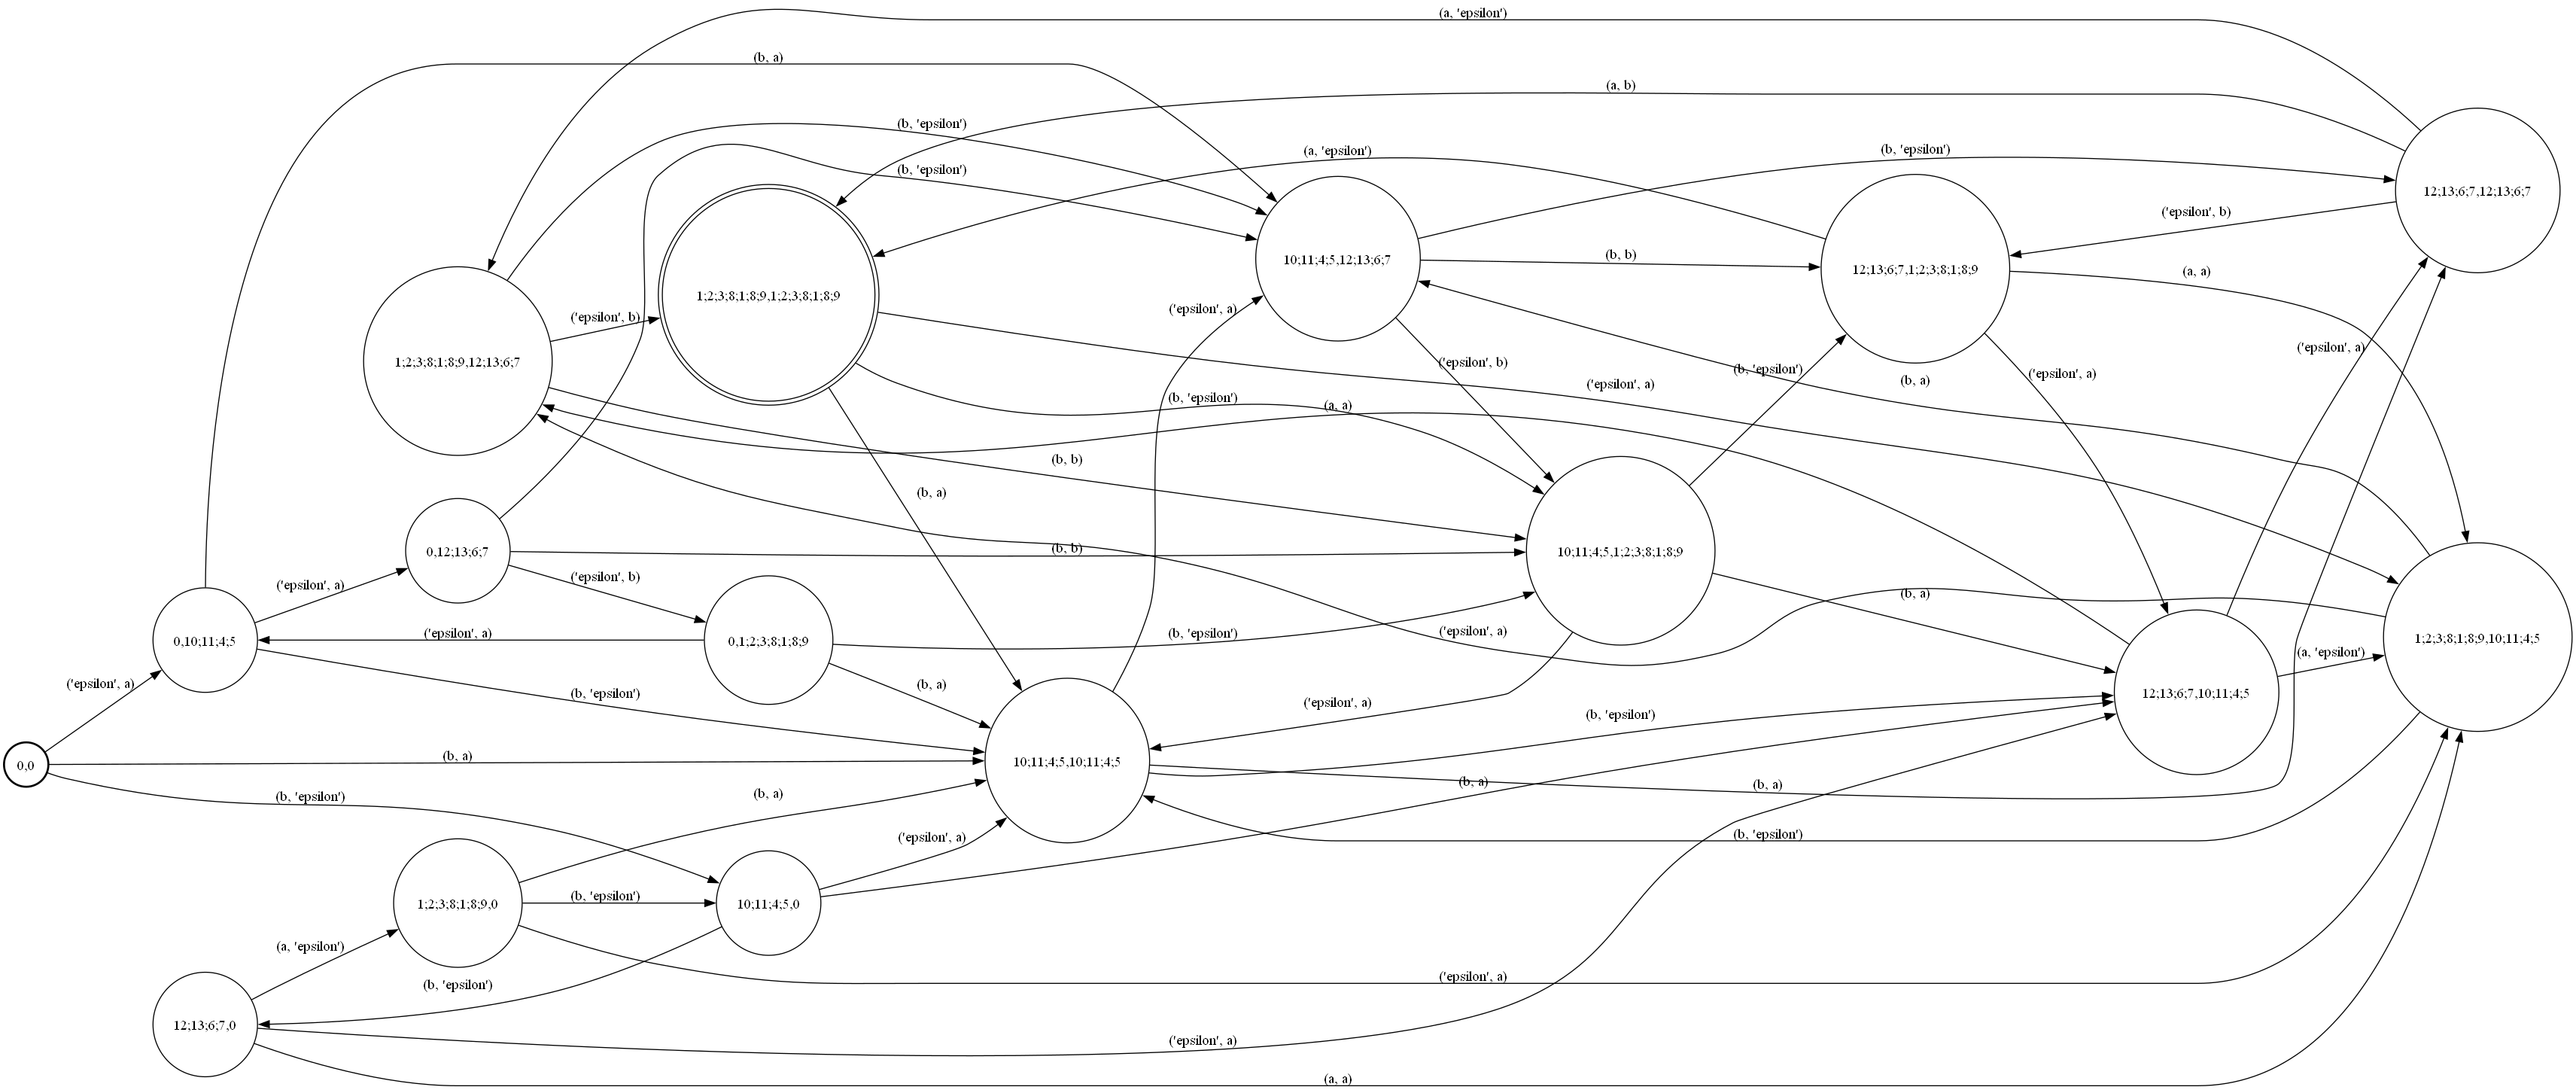 (a, 'epsilon')
(b, a)
(a, b)
(b, 'epsilon')
(a, 'epsilon')
(b, 'epsilon')
(b, 'epsilon')
12;13;6;7,12;13;6;7
('epsilon', b)
(b, b)
10;11;4;5,12;13;6;7
12;13;6;7,1;2;3;8;1;8;9
(a, a)
1;2;3;8;1;8;9,1;2;3;8;1;8;9
('epsilon', a)
('epsilon', b)
('epsilon', a)
1;2;3;8;1;8;9,12;13;6;7
('epsilon', b)
(b, 'epsilon')
('epsilon', a)
('epsilon', a)
(b, a)
(b, 'epsilon')
(a, a)
(b, b)
(b, a)
0,12;13;6;7
(b, b)
10;11;4;5,1;2;3;8;1;8;9
('epsilon', a)
('epsilon', b)
(b, a)
0,10;11;4;5
('epsilon', a)
0,1;2;3;8;1;8;9
(b, 'epsilon')
('epsilon', a)
1;2;3;8;1;8;9,10;11;4;5
(a, 'epsilon')
('epsilon', a)
(b, 'epsilon')
(b, a)
12;13;6;7,10;11;4;5
('epsilon', a)
(b, 'epsilon')
0,0
(b, a)
10;11;4;5,10;11;4;5
(b, 'epsilon')
(b, a)
(b, a)
(b, a)
('epsilon', a)
(b, 'epsilon')
1;2;3;8;1;8;9,0
(b, 'epsilon')
10;11;4;5,0
(a, 'epsilon')
(b, 'epsilon')
('epsilon', a)
12;13;6;7,0
('epsilon', a)
(a, a)